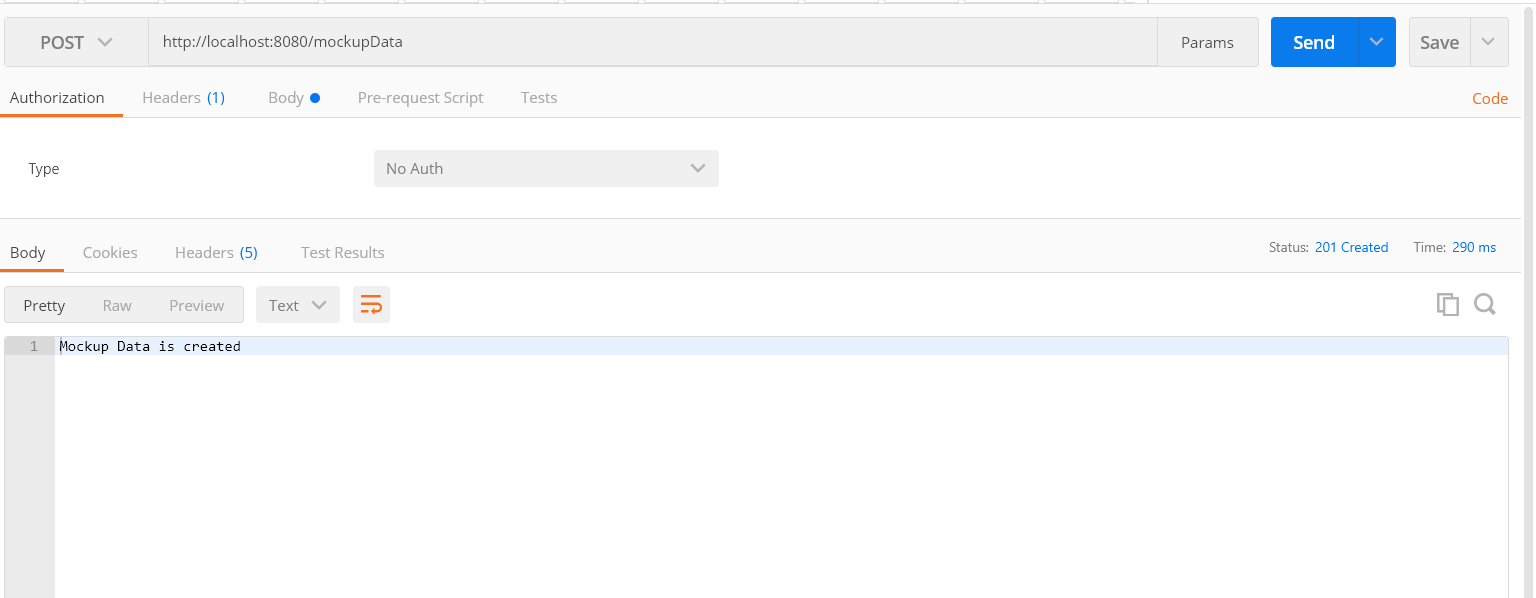 POST http://localhost:8080/mockupData Params Send Save
Authorization Headers (1) Body Pre-request Script Tests Code
Type No Auth
Body Cookies Headers (5) Test Results Status: 201 Created Time: 290 ms
Pretty Raw Preview Text
1 Mockup Data is created